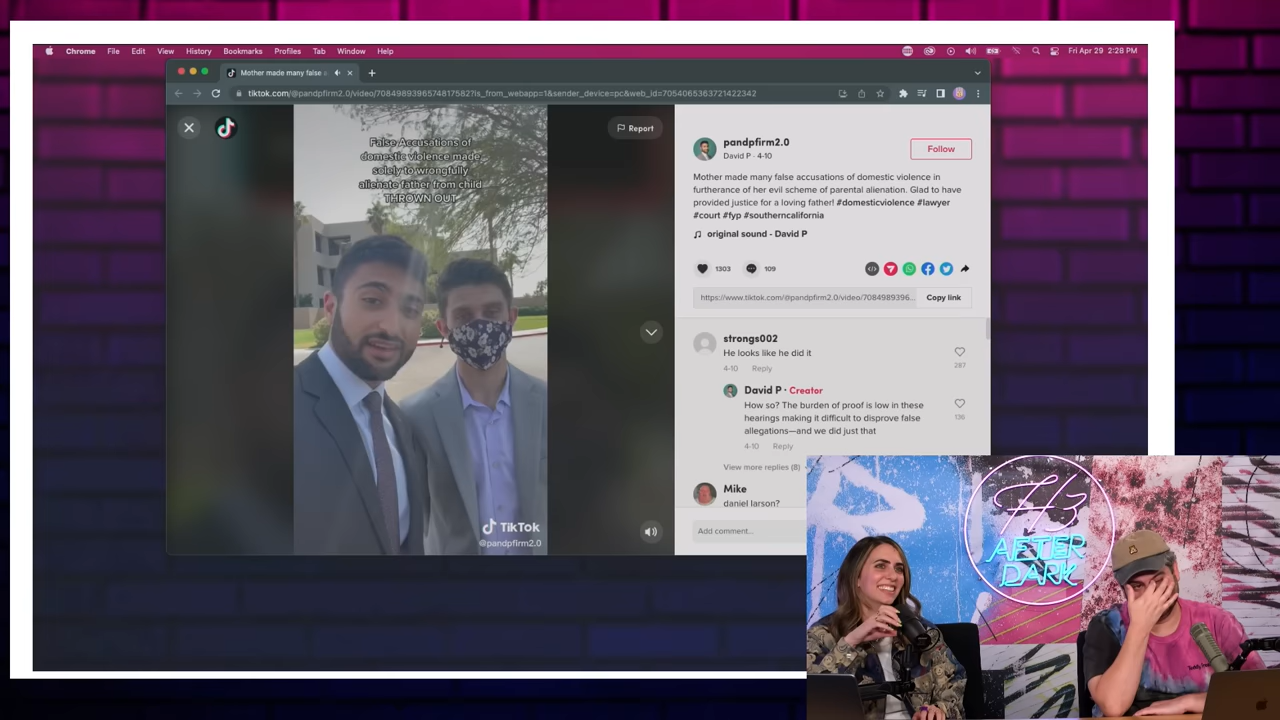 Chrome File Edit View History Bookmarks Profiles Tab Window Help
Fri Apr 29 2:28 PM
Mother made many false a
tiktok.com/@pandpfirm2.0/video/7084989396574817582?is_from_webapp=1&sender_device=pc&web_id=7054065363721422342
Report
False Accusations of
domestic violence made
solely to wrongfully
alienate father from child
THROWN OUT
TikTok
@pandpfirm2.0
pandpfirm2.0
David P · 4-10
Follow
Mother made many false accusations of domestic violence in
furtherance of her evil scheme of parental alienation. Glad to have
provided justice for a loving father! #domesticviolence #lawyer
#court #fyp #southerncalifornia
original sound - David P
1303
109
https://www.tiktok.com/@pandpfirm2.0/video/7084989396...
Copy link
strongs002
He looks like he did it
4-10 Reply
287
David P · Creator
How so? The burden of proof is low in these
hearings making it difficult to disprove false
allegations—and we did just that
136
4-10 Reply
View more replies (8)
Mike
daniel larson?
Add comment...
H3
AFTER
DARK